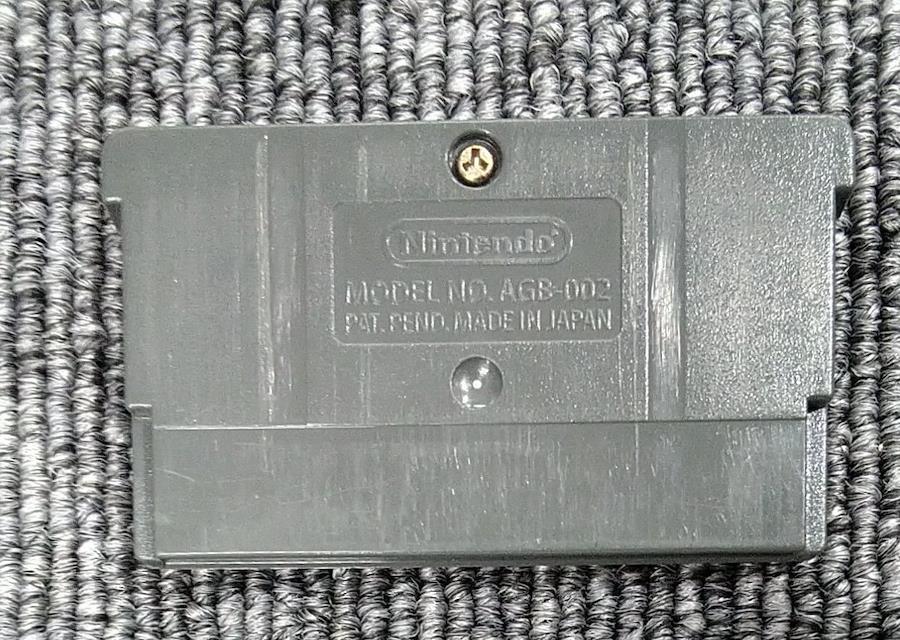 Nintendo®
MODEL NO. AGB-002
PAT. PEND. MADE IN JAPAN